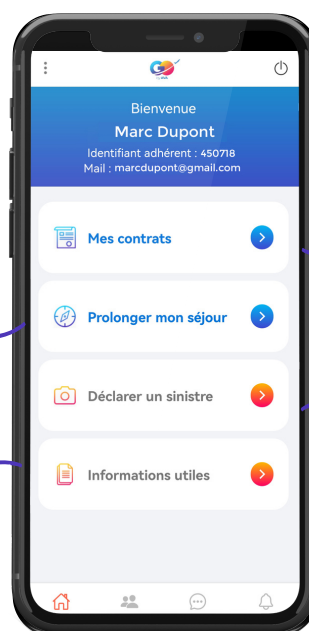 GO
Bienvenue
Marc Dupont
Identifiant adhérent : 450718
Mail : marcdupont@gmail.com
Mes contrats
Prolonger mon séjour
Déclarer un sinistre
Informations utiles